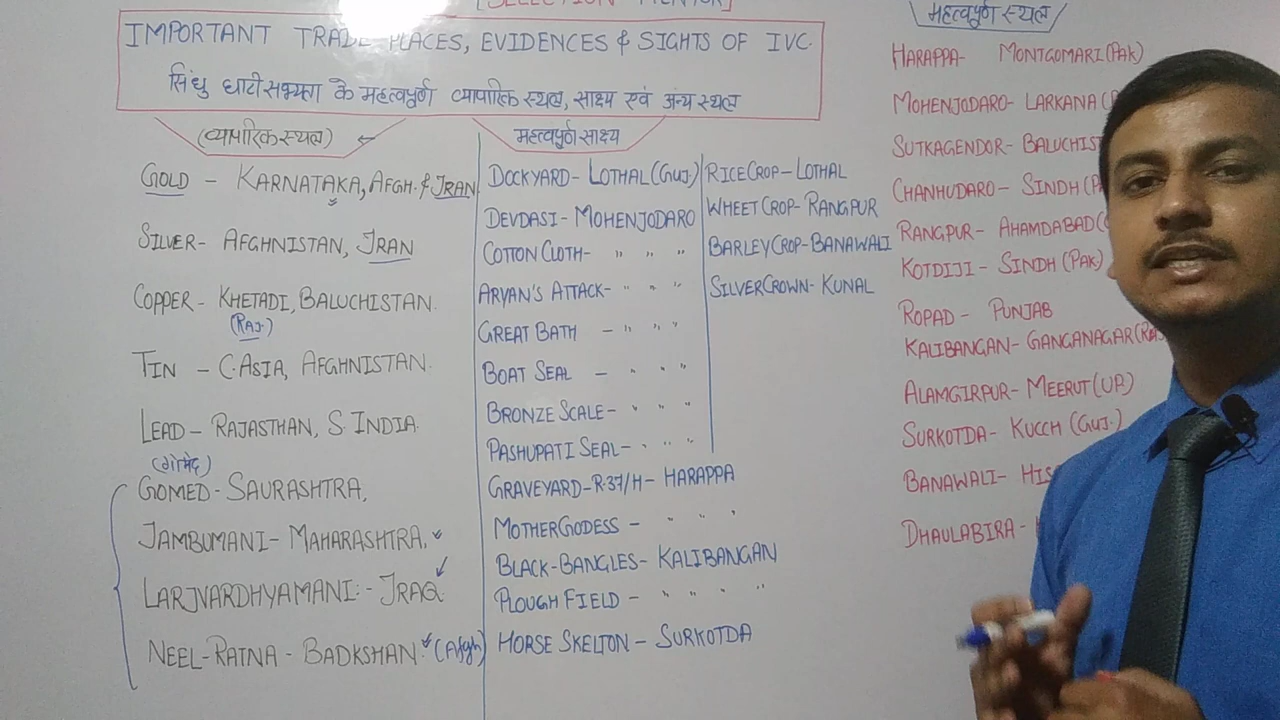 [SELECTION MENTOR]
IMPORTANT TRADE PLACES, EVIDENCES & SIGHTS OF IVC.
सिंधु घाटी सभ्यता के महत्वपूर्ण व्यापारिक स्थल, साक्ष्य एवं अन्य स्थल
(व्यापारिक स्थल) ←
GOLD - KARNATAKA, AFGH. & IRAN
SILVER- AFGHNISTAN, IRAN
COPPER - KHETADI, BALUCHISTAN.
(RAJ.)
TIN - C.ASIA, AFGHNISTAN.
LEAD - RAJASTHAN, S. INDIA.
(गोमेद)
GOMED - SAURASHTRA,
JAMBUMANI- MAHARASHTRA.
LARJVARDHYAMANI:- IRAQ
NEEL-RATNA - BADKSHAN (Afgh)
महत्वपूर्ण साक्ष्य
DOCKYARD- LOTHAL (GUJ.)
DEVDASI- MOHENJODARO
COTTON CLOTH- " " "
ARYAN'S ATTACK- " " "
GREAT BATH - " " "
BOAT SEAL - " " "
BRONZE SCALE- " " "
PASHUPATI SEAL- " " "
GRAVEYARD-R-37/H- HARAPPA
MOTHER GODESS - " " "
BLACK-BANGLES- KALIBANGAN
PLOUGH FIELD - " " " "
HORSE SKELTON - SURKOTDA
RICE CROP- LOTHAL
WHEET CROP- RANGPUR
BARLEY CROP- BANAWALI
SILVER CROWN- KUNAL
महत्वपूर्ण स्थल
HARAPPA- MONTGOMARI (Pak)
MOHENJODARO- LARKANA
SUTKAGENDOR-
CHANHUDARO- SINDH
RANGPUR- AHAMDABAD
KOTDIJI - SINDH (Pak)
ROPAD - PUNJAB
KALIBANGAN- GANGANAGAR
ALAMGIRPUR- MEERUT (UP)
SURKOTDA- KUCCH (GUJ.)
BANAWALI-
DHAULABIRA -